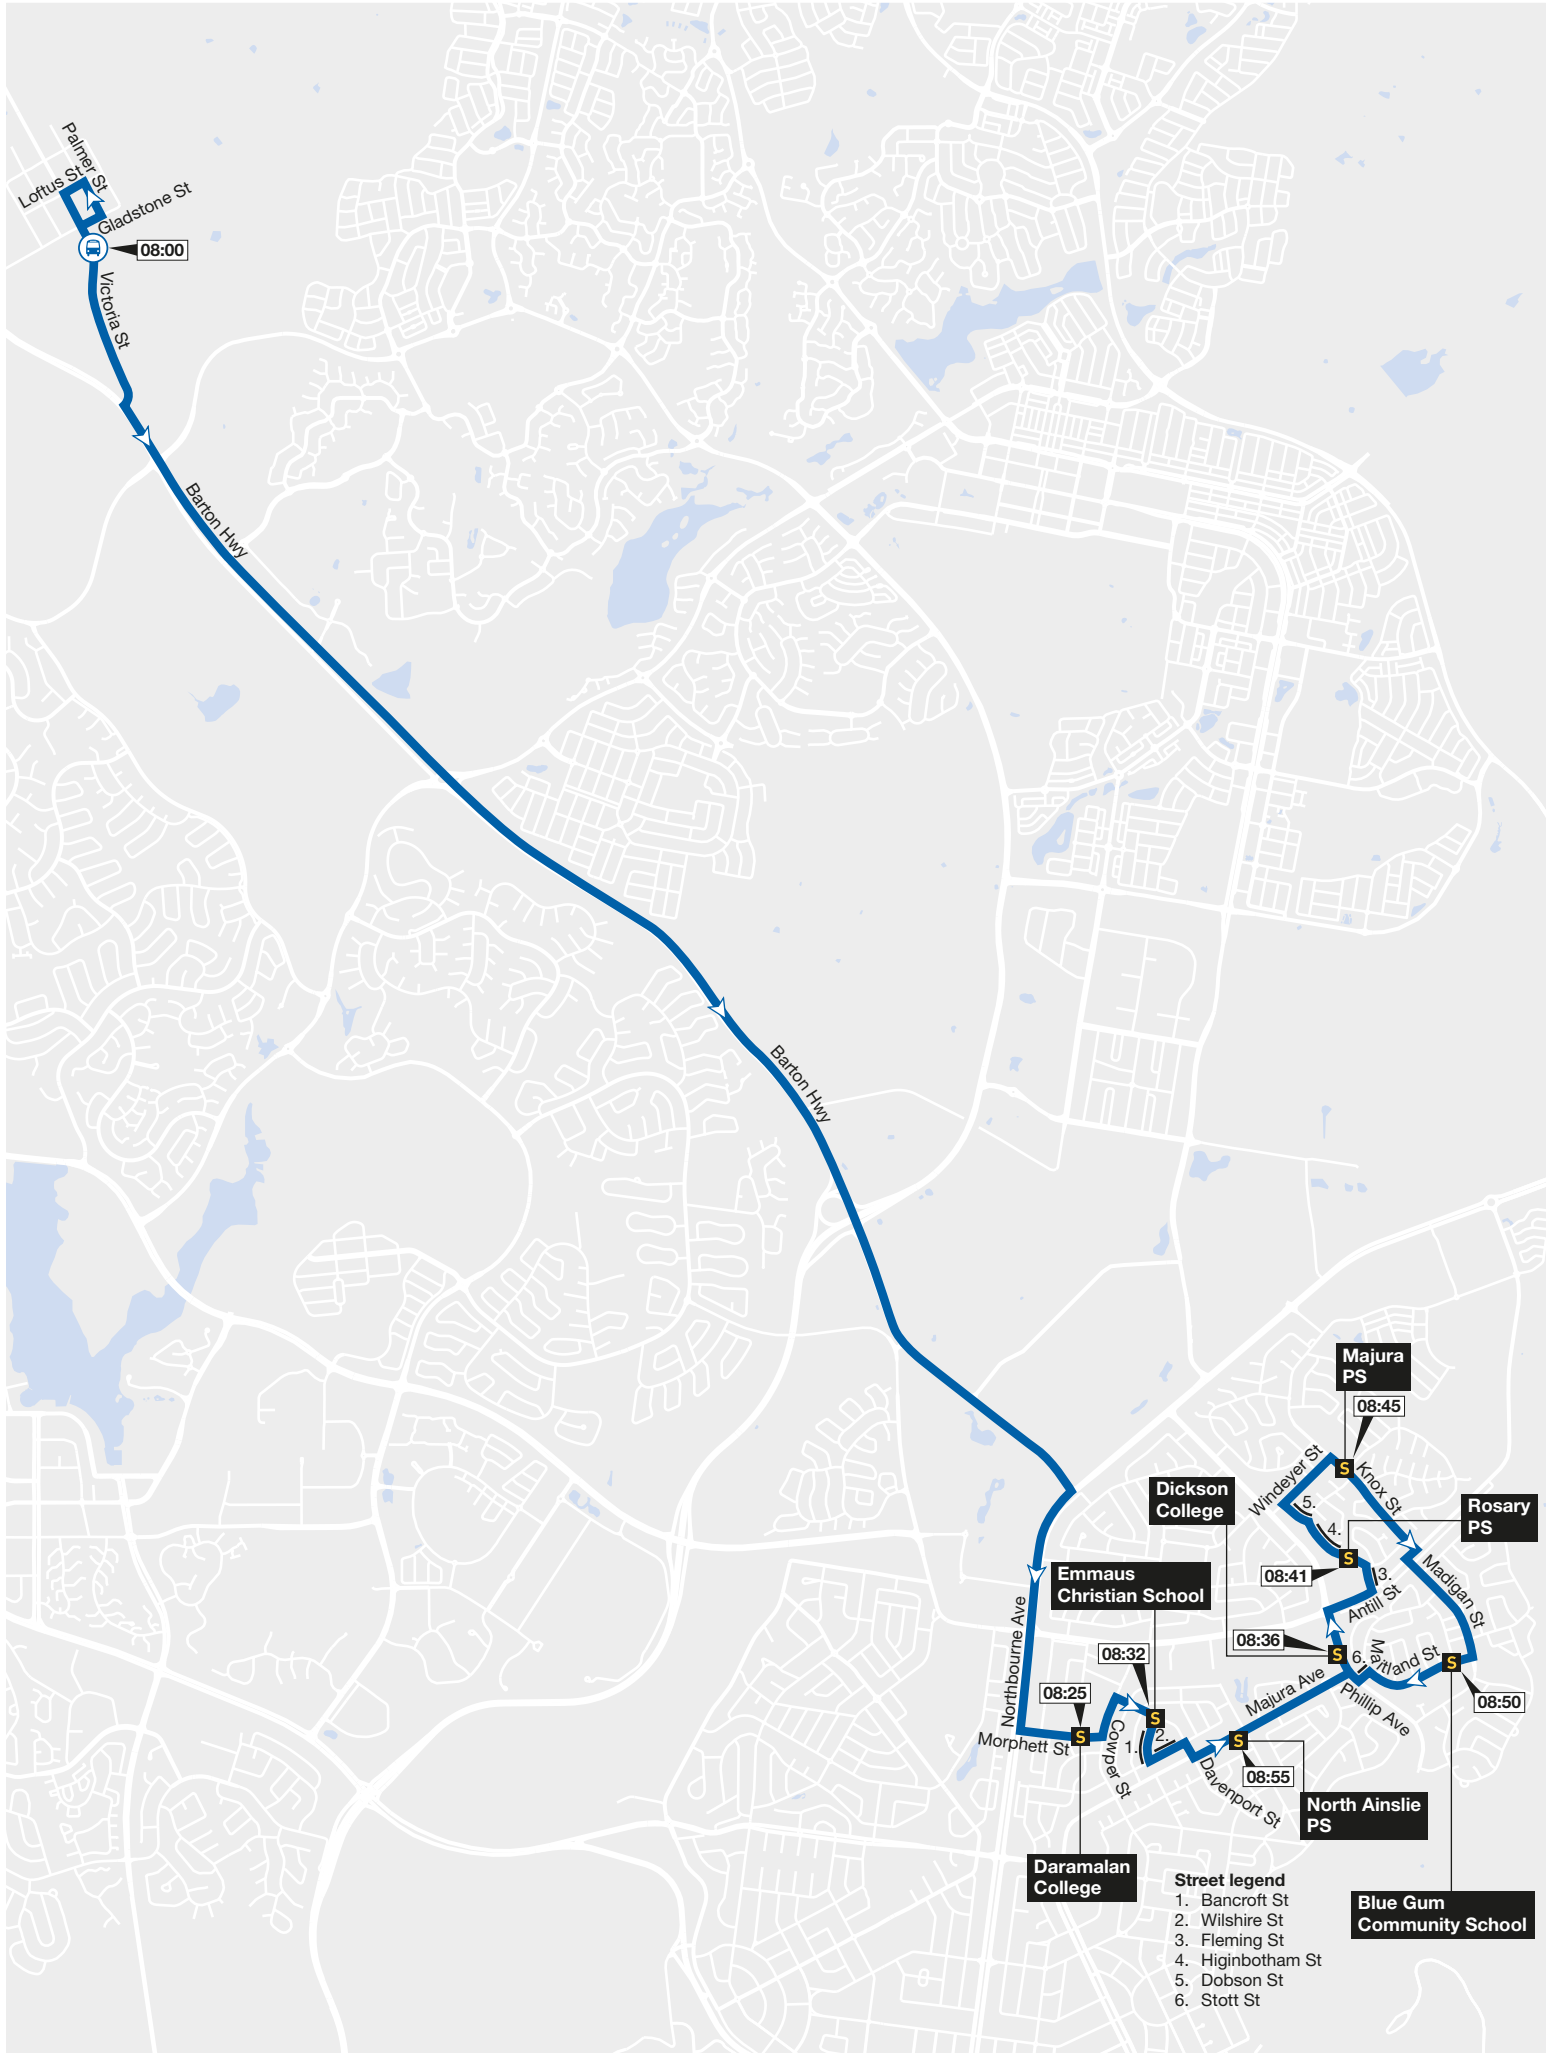 Palmer St
Loftus St
Gladstone St
08:00
Victoria St
Barton Hwy
Barton Hwy
Majura
PS
08:45
Windeyer St
Knox St
Dickson
College
5.
4.
Rosary
PS
08:41
3.
Antill St
Madigan St
Emmaus
Christian School
Northbourne Ave
08:36
6.
Maitland St
08:32
08:25
Majura Ave
Phillip Ave
08:50
Morphett St
Cowper St
1.
2.
Davenport St
08:55
North Ainslie
PS
Daramalan
College
Blue Gum
Community School
Street legend
1. Bancroft St
2. Wilshire St
3. Fleming St
4. Higinbotham St
5. Dobson St
6. Stott St
S
S
S
S
S
S
S